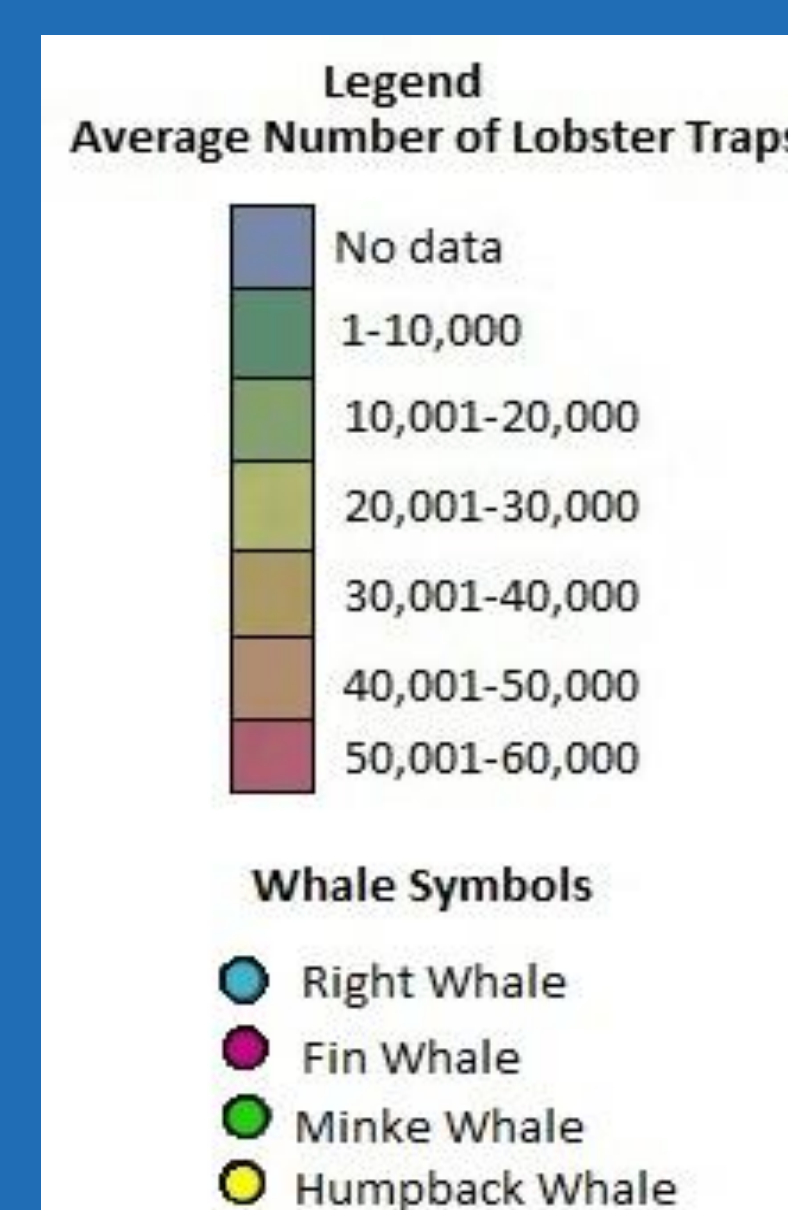 Legend
Average Number of Lobster Traps
No data
1-10,000
10,001-20,000
20,001-30,000
30,001-40,000
40,001-50,000
50,001-60,000
Whale Symbols
Right Whale
Fin Whale
Minke Whale
Humpback Whale